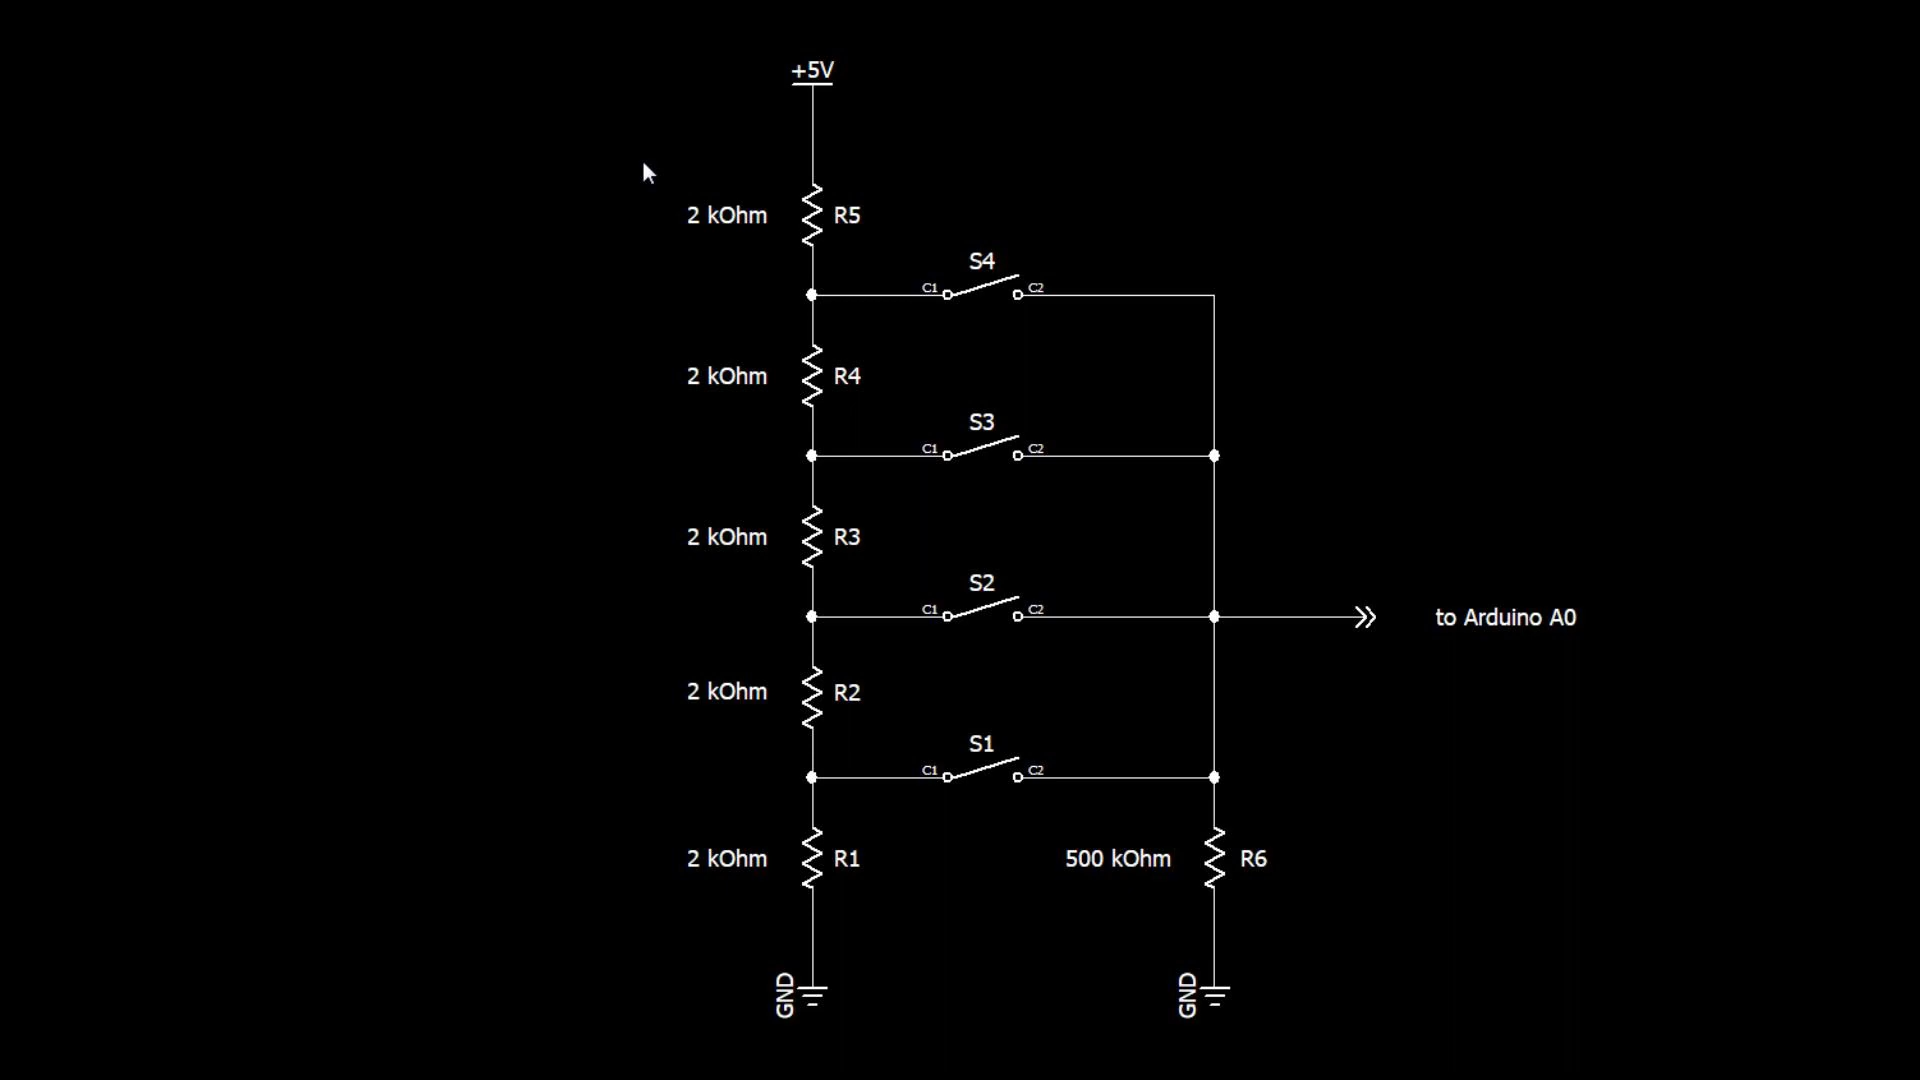 +5V
2 kOhm R5
S4
C1 C2
2 kOhm R4
S3
C1 C2
2 kOhm R3
S2
C1 C2
to Arduino A0
2 kOhm R2
S1
C1 C2
2 kOhm R1
500 kOhm R6
GND
GND